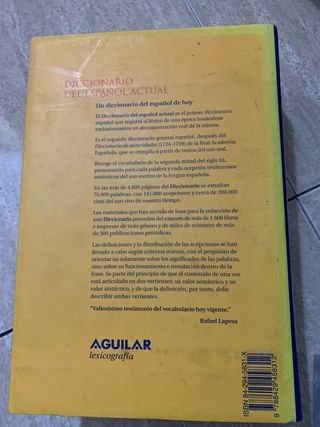 DICCIONARIO
DEL ESPAÑOL ACTUAL
Un diccionario del español de hoy
El Diccionario del español actual es el primer diccionario
español que registra el léxico de una época basándose
exclusivamente en documentación real de la misma.
Es el segundo diccionario general español, después del
Diccionario de autoridades (1726-1739) de la Real Academia
Española, que se compila a partir de textos del uso real.
Recoge el vocabulario de la segunda mitad del siglo XX,
presentando para cada palabra y cada acepción testimonios
auténticos del uso escrito de la lengua española.
En las más de 4.600 páginas del Diccionario se estudian
75.000 palabras, con 141.000 acepciones y cerca de 200.000
citas del uso vivo de nuestro tiempo.
Los materiales que han servido de base para la redacción de
este Diccionario proceden del examen de más de 1.600 libros
e impresos de todo género y de miles de números de más
de 300 publicaciones periódicas.
Las definiciones y la distribución de las acepciones se han
llevado a cabo según criterios nuevos, con el propósito de
orientar no solamente sobre los significados de las palabras,
sino sobre su funcionamiento e instalación dentro de la
frase. Se parte del principio de que el contenido de una voz
está articulado en dos vertientes: su valor semántico y su
valor sintáctico, y de que la definición, por tanto, debe
describir ambas vertientes.
"Valiosísimo testimonio del vocabulario hoy vigente."
Rafael Lapesa
AGUILAR
lexicografía
ISBN 84-294-5831-X
9 788429 458312